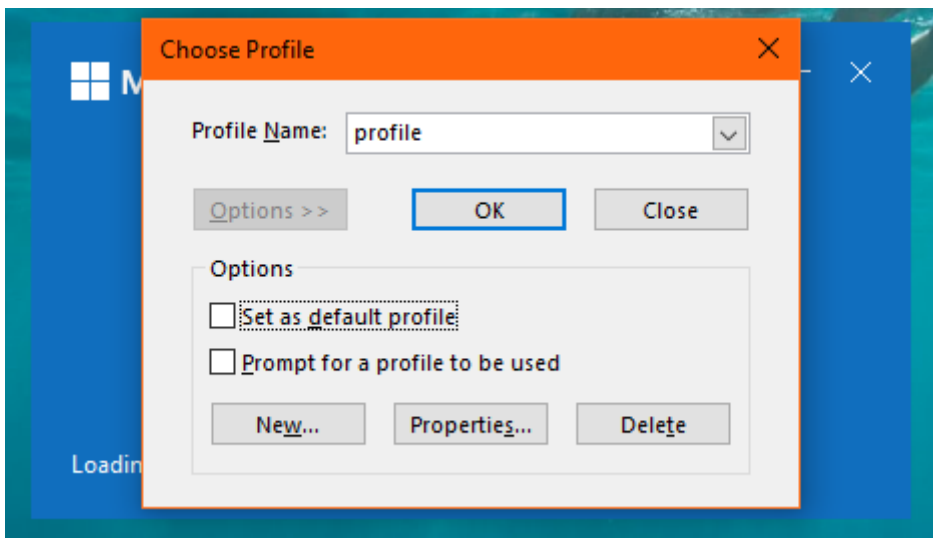 Choose Profile
M
Profile Name: profile
Options >> OK Close
Options
Set as default profile
Prompt for a profile to be used
New... Properties... Delete
Loadin